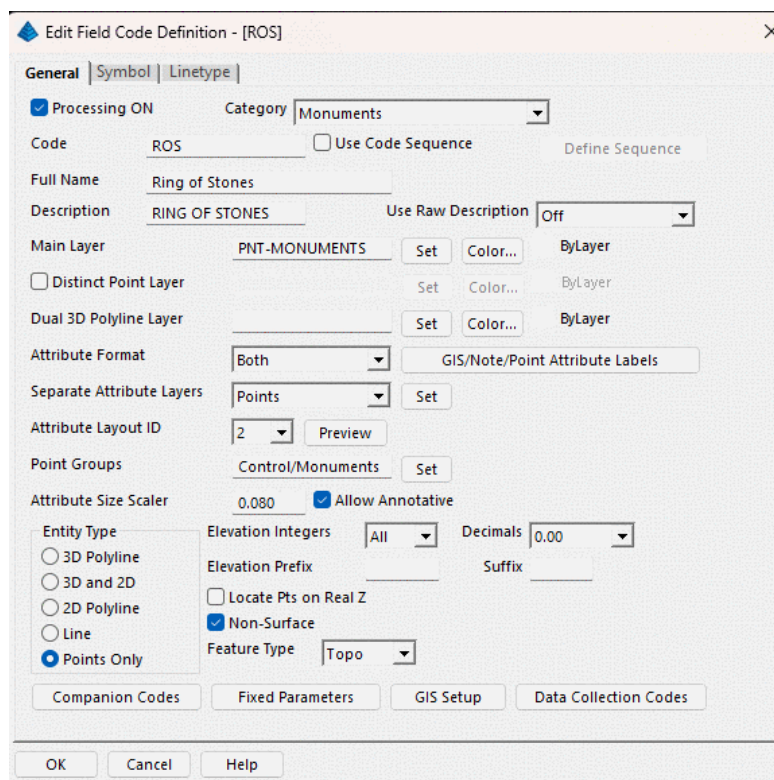 Edit Field Code Definition - [ROS]
General Symbol Linetype
Processing ON Category Monuments
Code ROS Use Code Sequence Define Sequence
Full Name Ring of Stones
Description RING OF STONES Use Raw Description Off
Main Layer PNT-MONUMENTS Set Color... ByLayer
Distinct Point Layer Set Color... ByLayer
Dual 3D Polyline Layer Set Color... ByLayer
Attribute Format Both GIS/Note/Point Attribute Labels
Separate Attribute Layers Points Set
Attribute Layout ID 2 Preview
Point Groups Control/Monuments Set
Attribute Size Scaler 0.080 Allow Annotative
Entity Type Elevation Integers All Decimals 0.00
3D Polyline
Elevation Prefix Suffix
3D and 2D
2D Polyline Locate Pts on Real Z
Line Non-Surface
Points Only Feature Type Topo
Companion Codes Fixed Parameters GIS Setup Data Collection Codes
OK Cancel Help